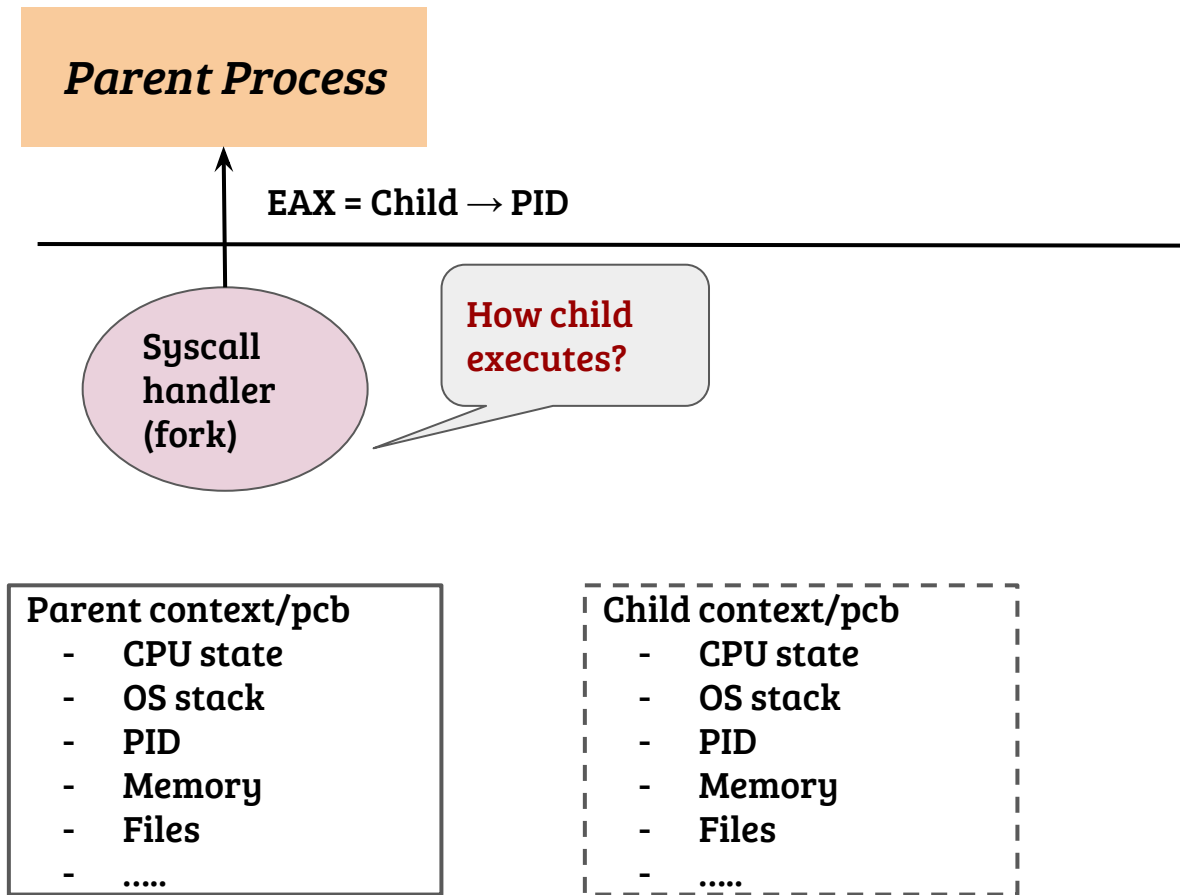 Parent Process
EAX = Child → PID
How child
executes?
Syscall
handler
(fork)
Parent context/pcb
- CPU state
- OS stack
- PID
- Memory
- Files
- .....
Child context/pcb
- CPU state
- OS stack
- PID
- Memory
- Files
- .....